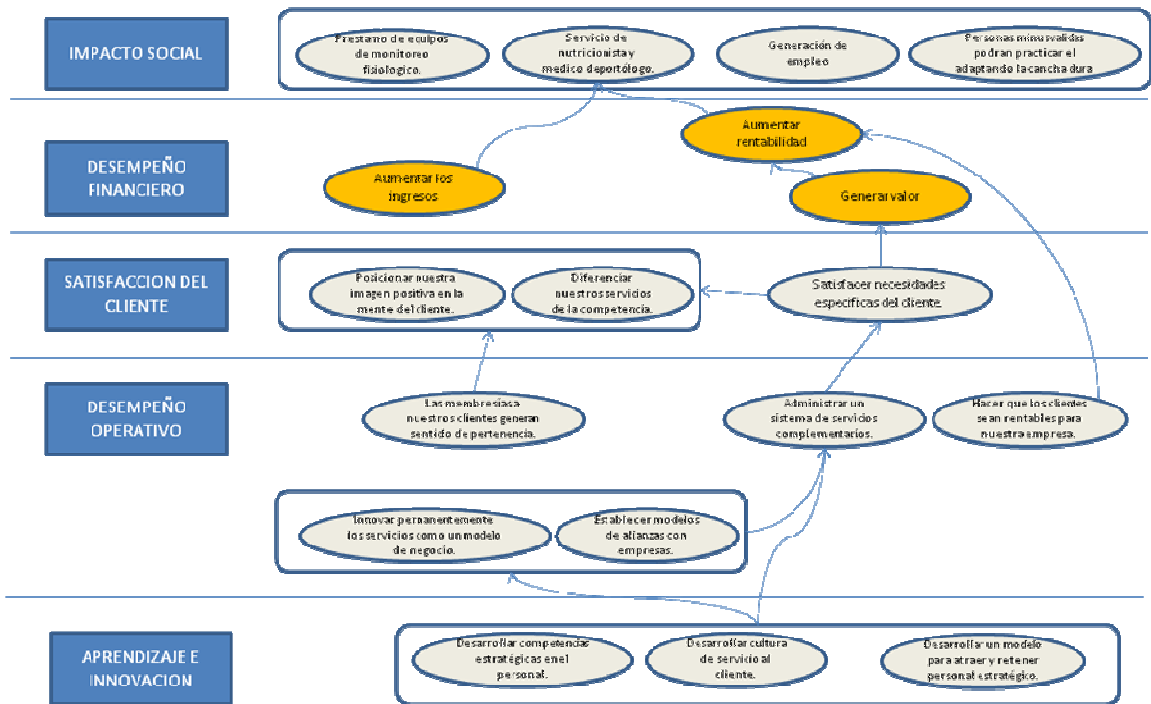 IMPACTO SOCIAL
Prestamo de equipos
de monitoreo
fisiologico.
Servicio de
nutricionista y
medico deportólogo.
Generación de
empleo
Personas minusvalidas
podran practicar el
adaptando la cancha dura
DESEMPEÑO
FINANCIERO
Aumentar los
ingresos
Aumentar
rentabilidad
Generar valor
SATISFACCION DEL
CLIENTE
Posicionar nuestra
imagen positiva en la
mente del cliente.
Diferenciar
nuestros servicios
de la competencia.
Satisfacer necesidades
especificas del cliente.
DESEMPEÑO
OPERATIVO
Las membresias a
nuestros clientes generan
sentido de pertenencia.
Administrar un
sistema de servicios
complementarios.
Hacer que los clientes
sean rentables para
nuestra empresa.
Innovar permanentemente
los servicios como un modelo
de negocio.
Establecer modelos
de alianzas con
empresas.
APRENDIZAJE E
INNOVACION
Desarrollar competencias
estratégicas en el
personal.
Desarrollar cultura
de servicio al
cliente.
Desarrollar un modelo
para atraer y retener
personal estratégico.